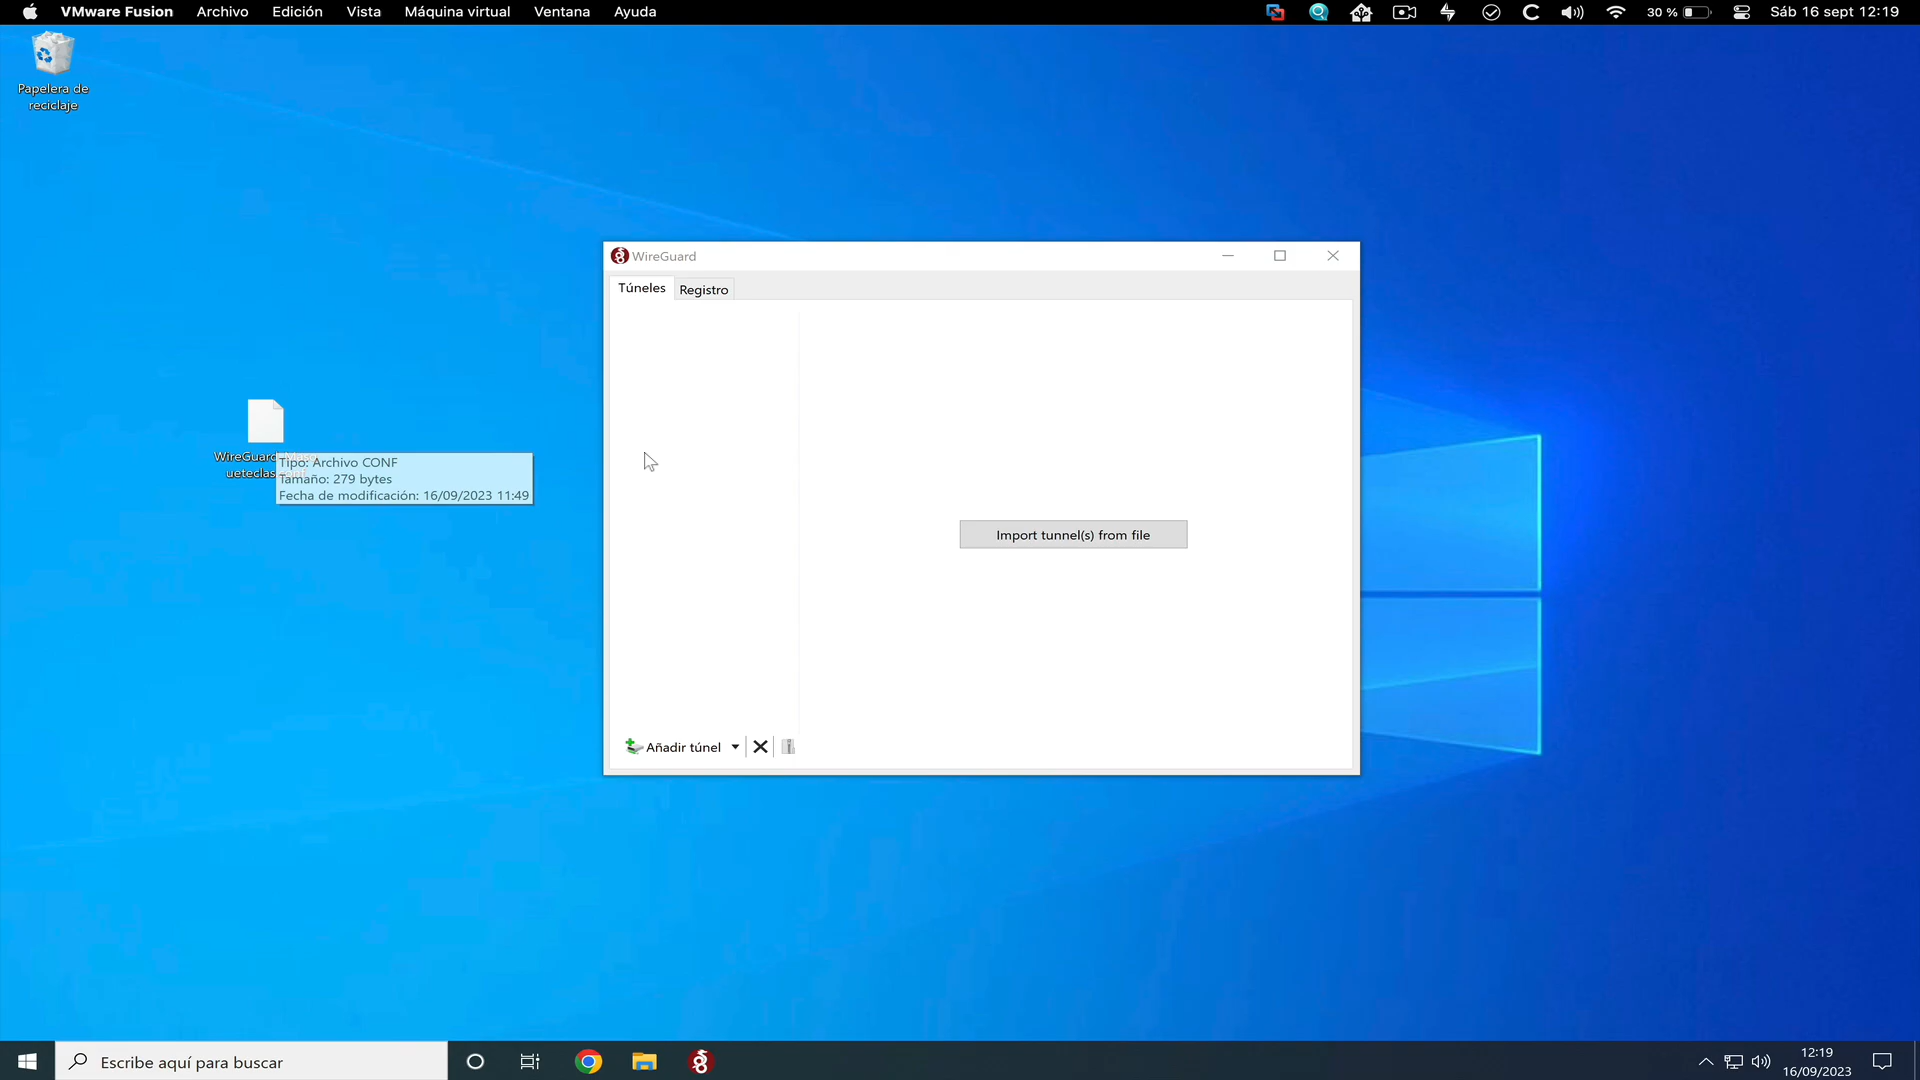 VMware Fusion Archivo Edición Vista Máquina virtual Ventana Ayuda 30 % Sáb 16 sept 12:19
Papelera de
reciclaje
WireGuard
Túneles
Registro
WireGuard
ueteclas
Tipo: Archivo CONF
Tamaño: 279 bytes
Fecha de modificación: 16/09/2023 11:49
Import tunnel(s) from file
Añadir túnel
Escribe aquí para buscar
12:19
16/09/2023